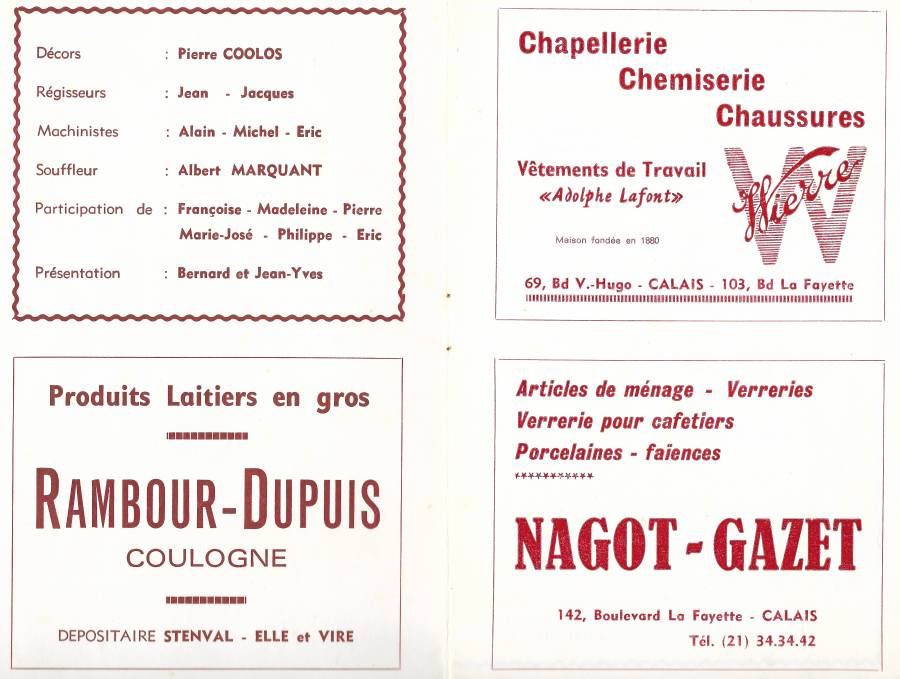 Décors : Pierre COOLOS
Régisseurs : Jean - Jacques
Machinistes : Alain - Michel - Eric
Souffleur : Albert MARQUANT
Participation de : Françoise - Madeleine - Pierre
Marie-José - Philippe - Eric
Présentation : Bernard et Jean-Yves
Produits Laitiers en gros
RAMBOUR-DUPUIS
COULOGNE
DEPOSITAIRE STENVAL - ELLE et VIRE
Chapellerie
Chemiserie
Chaussures
Vêtements de Travail
«Adolphe Lafont»
W Wierre
Maison fondée en 1880
69, Bd V.-Hugo - CALAIS - 103, Bd La Fayette
Articles de ménage - Verreries
Verrerie pour cafetiers
Porcelaines - faïences
NAGOT - GAZET
142, Boulevard La Fayette - CALAIS
Tél. (21) 34.34.42